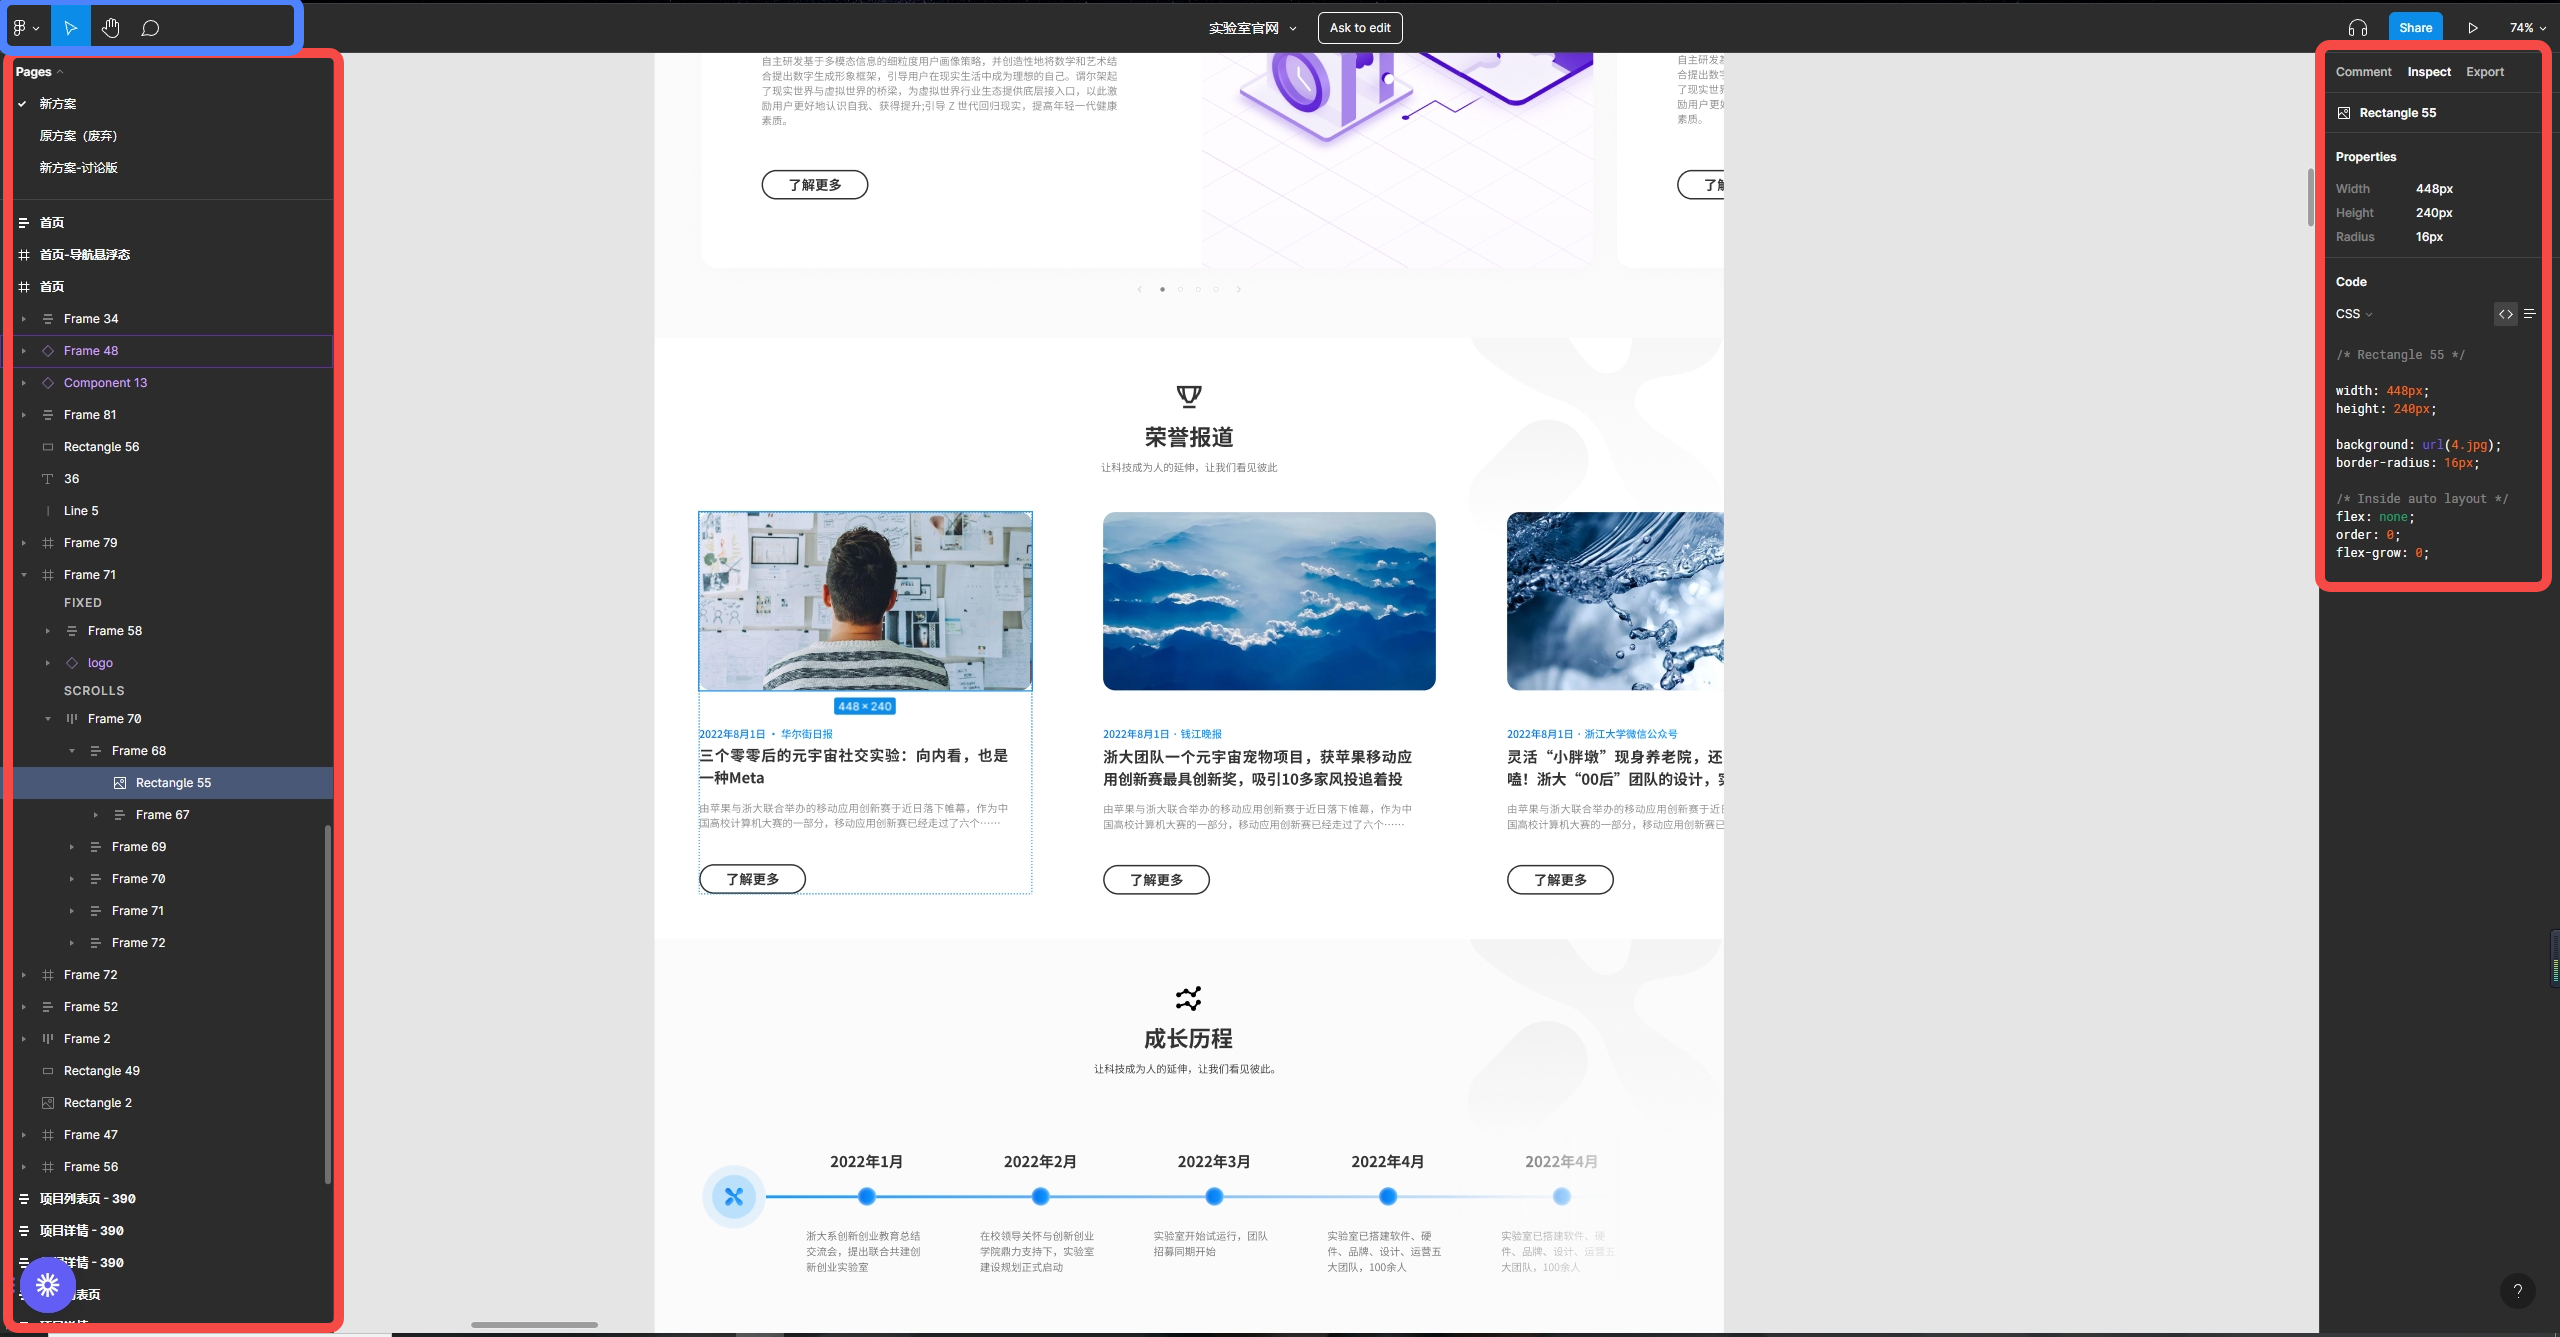 实验室官网
Ask to edit
Share
74%
Pages
新方案
原方案（废弃）
新方案-讨论版
首页
首页-导航悬浮态
首页
Frame 34
Frame 48
Component 13
Frame 81
Rectangle 56
36
Line 5
Frame 79
Frame 71
FIXED
Frame 58
logo
SCROLLS
Frame 70
Frame 68
Rectangle 55
Frame 67
Frame 69
Frame 70
Frame 71
Frame 72
Frame 72
Frame 52
Frame 2
Rectangle 49
Rectangle 2
Frame 47
Frame 56
项目列表页 - 390
项目详情 - 390
详情 - 390
表页
自主研发基于多模态信息的细粒度用户画像策略，并创造性地将数学和艺术结
合提出数字生成形象框架，引导用户在现实生活中成为理想的自己。谓尔架起
了现实世界与虚拟世界的桥梁，为虚拟世界行业生态提供底层接入口，以此激
励用户更好地认识自我、获得提升;引导 Z 世代回归现实，提高年轻一代健康
素质。
了解更多
自主研发
合提出数
了现实世
励用户更
素质。
了
荣誉报道
让科技成为人的延伸，让我们看见彼此
448 × 240
2022年8月1日 · 华尔街日报
三个零零后的元宇宙社交实验：向内看，也是
一种Meta
由苹果与浙大联合举办的移动应用创新赛于近日落下帷幕，作为中
国高校计算机大赛的一部分，移动应用创新赛已经走过了六个……
了解更多
2022年8月1日 · 钱江晚报
浙大团队一个元宇宙宠物项目，获苹果移动应
用创新赛最具创新奖，吸引10多家风投追着投
由苹果与浙大联合举办的移动应用创新赛于近日落下帷幕，作为中
国高校计算机大赛的一部分，移动应用创新赛已经走过了六个……
了解更多
2022年8月1日 · 浙江大学微信公众号
灵活“小胖墩”现身养老院，还
嗑！浙大“00后”团队的设计，
由苹果与浙大联合举办的移动应用创新赛于近
国高校计算机大赛的一部分，移动应用创新赛已
了解更多
成长历程
让科技成为人的延伸，让我们看见彼此。
2022年1月
浙大系创新创业教育总结
交流会，提出联合共建创
新创业实验室
2022年2月
在校领导关怀与创新创业
学院鼎力支持下，实验室
建设规划正式启动
2022年3月
实验室开始试运行，团队
招募同期开始
2022年4月
实验室已搭建软件、硬
件、品牌、设计、运营五
大团队，100余人
2022年4月
实验室已搭建软件、硬
件、品牌、设计、运营五
大团队，100余人
Comment Inspect Export
Rectangle 55
Properties
Width 448px
Height 240px
Radius 16px
Code
CSS
/* Rectangle 55 */
width: 448px;
height: 240px;
background: url(4.jpg);
border-radius: 16px;
/* Inside auto layout */
flex: none;
order: 0;
flex-grow: 0;
?